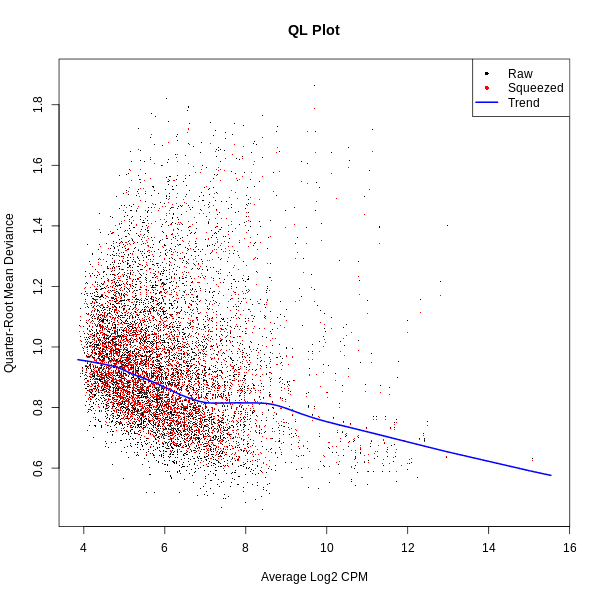 QL Plot
Raw
Squeezed
Trend
Quarter-Root Mean Deviance
1.8
1.6
1.4
1.2
1.0
0.8
0.6
4 6 8 10 12 14 16
Average Log2 CPM